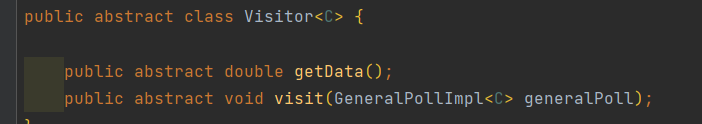 public abstract class Visitor<C> {
public abstract double getData();
public abstract void visit(GeneralPollImpl<C> generalPoll);
}